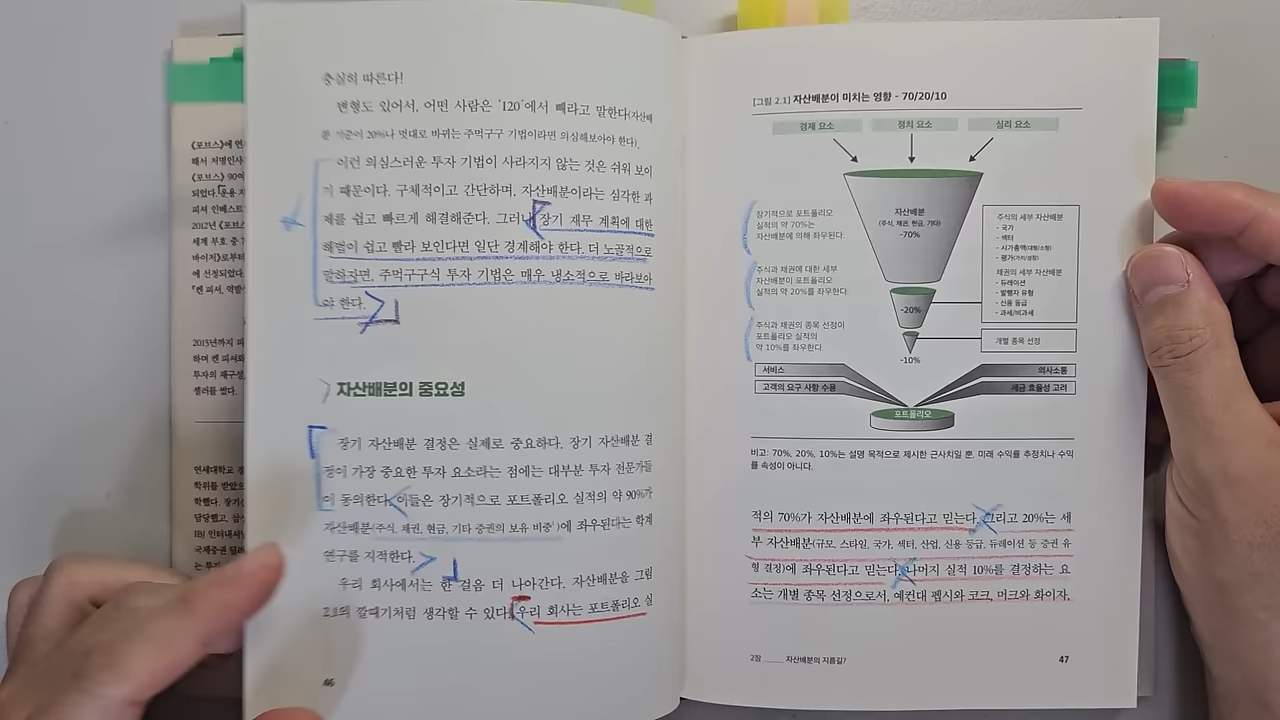 충실히 따른다!
변형도 있어서, 어떤 사람은 '120'에서 빼라고 말한다(자산배
분 기준이 20%나 멋대로 바뀌는 주먹구구 기법이라면 의심해보아야 한다).
이런 의심스러운 투자 기법이 사라지지 않는 것은 쉬워 보이
기 때문이다. 구체적이고 간단하며, 자산배분이라는 심각한 과
제를 쉽고 빠르게 해결해준다. 그러나 장기 재무 계획에 대한
해법이 쉽고 빨라 보인다면 일단 경계해야 한다. 더 노골적으로
말하자면, 주먹구구식 투자 기법은 매우 냉소적으로 바라보아
야 한다.
자산배분의 중요성
장기 자산배분 결정은 실제로 중요하다. 장기 자산배분 결
정이 가장 중요한 투자 요소라는 점에는 대부분 투자 전문가들
이 동의한다. 이들은 장기적으로 포트폴리오 실적의 약 90%가
자산배분(주식, 채권, 현금, 기타 증권의 보유 비중)에 좌우된다는 학계
연구를 지적한다.
우리 회사에서는 한 걸음 더 나아간다. 자산배분을 그림
2.1의 깔때기처럼 생각할 수 있다. 우리 회사는 포트폴리오 실
46
[그림 2.1] 자산배분이 미치는 영향 - 70/20/10
경제 요소
정치 요소
심리 요소
자산배분
(주식, 채권, 현금, 기타)
-70%
장기적으로 포트폴리오
실적의 약 70%는
자산배분에 의해 좌우된다.
주식의 세부 자산배분
- 국가
- 섹터
- 시가총액(대형/소형)
- 평가(가치/성장)
채권의 세부 자산배분
- 듀레이션
- 발행자 유형
- 신용 등급
- 과세/비과세
주식과 채권에 대한 세부
자산배분이 포트폴리오
실적의 약 20%를 좌우한다.
-20%
주식과 채권의 종목 선정이
포트폴리오 실적의
약 10%를 좌우한다.
개별 종목 선정
-10%
서비스
의사소통
고객의 요구 사항 수용
세금 효율성 고려
포트폴리오
비고: 70%, 20%, 10%는 설명 목적으로 제시한 근사치일 뿐, 미래 수익률 추정치나 수익
률 속성이 아니다.
적의 70%가 자산배분에 좌우된다고 믿는다. 그리고 20%는 세
부 자산배분(규모, 스타일, 국가, 섹터, 산업, 신용 등급, 듀레이션 등 증권 유
형 결정)에 좌우된다고 믿는다. 나머지 실적 10%를 결정하는 요
소는 개별 종목 선정으로서, 예컨대 펩시와 코크, 머크와 화이자,
2장 자산배분의 지름길?
47